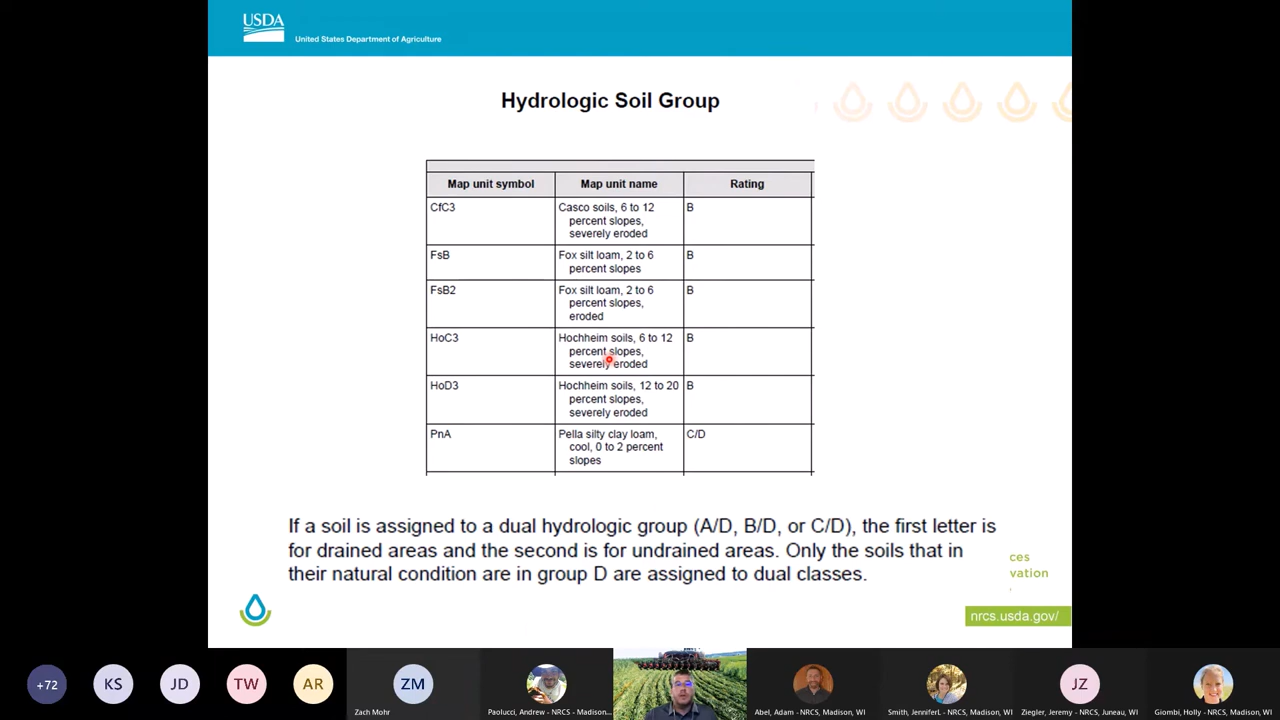 USDA
United States Department of Agriculture
Hydrologic Soil Group
Map unit symbol Map unit name Rating
CfC3 Casco soils, 6 to 12 B
percent slopes,
severely eroded
FsB Fox silt loam, 2 to 6 B
percent slopes
FsB2 Fox silt loam, 2 to 6 B
percent slopes,
eroded
HoC3 Hochheim soils, 6 to 12 B
percent slopes,
severely eroded
HoD3 Hochheim soils, 12 to 20 B
percent slopes,
severely eroded
PnA Pella silty clay loam, C/D
cool, 0 to 2 percent
slopes
If a soil is assigned to a dual hydrologic group (A/D, B/D, or C/D), the first letter is
for drained areas and the second is for undrained areas. Only the soils that in
their natural condition are in group D are assigned to dual classes.
ces
vation
nrcs.usda.gov/
+72 KS JD TW AR ZM JZ
Zach Mohr Paolucci, Andrew - NRCS - Madison... Abel, Adam - NRCS, Madison, WI Smith, JenniferL - NRCS, Madison, WI Ziegler, Jeremy - NRCS, Juneau, WI Giombi, Holly - NRCS, Madison, WI